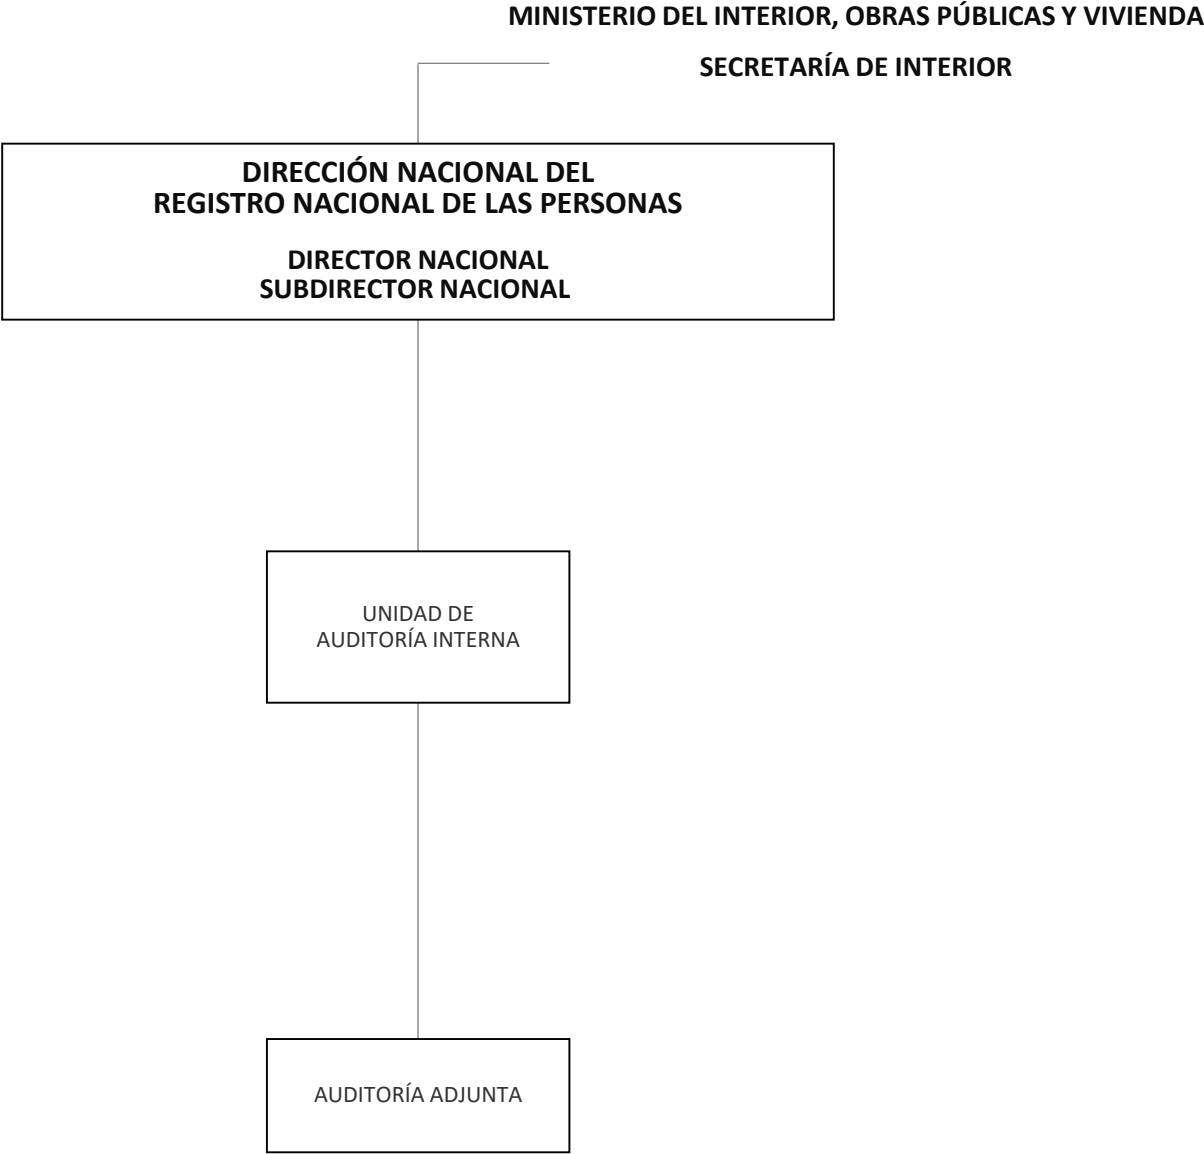 MINISTERIO DEL INTERIOR, OBRAS PÚBLICAS Y VIVIENDA
SECRETARÍA DE INTERIOR
DIRECCIÓN NACIONAL DEL
REGISTRO NACIONAL DE LAS PERSONAS
DIRECTOR NACIONAL
SUBDIRECTOR NACIONAL
UNIDAD DE
AUDITORÍA INTERNA
AUDITORÍA ADJUNTA